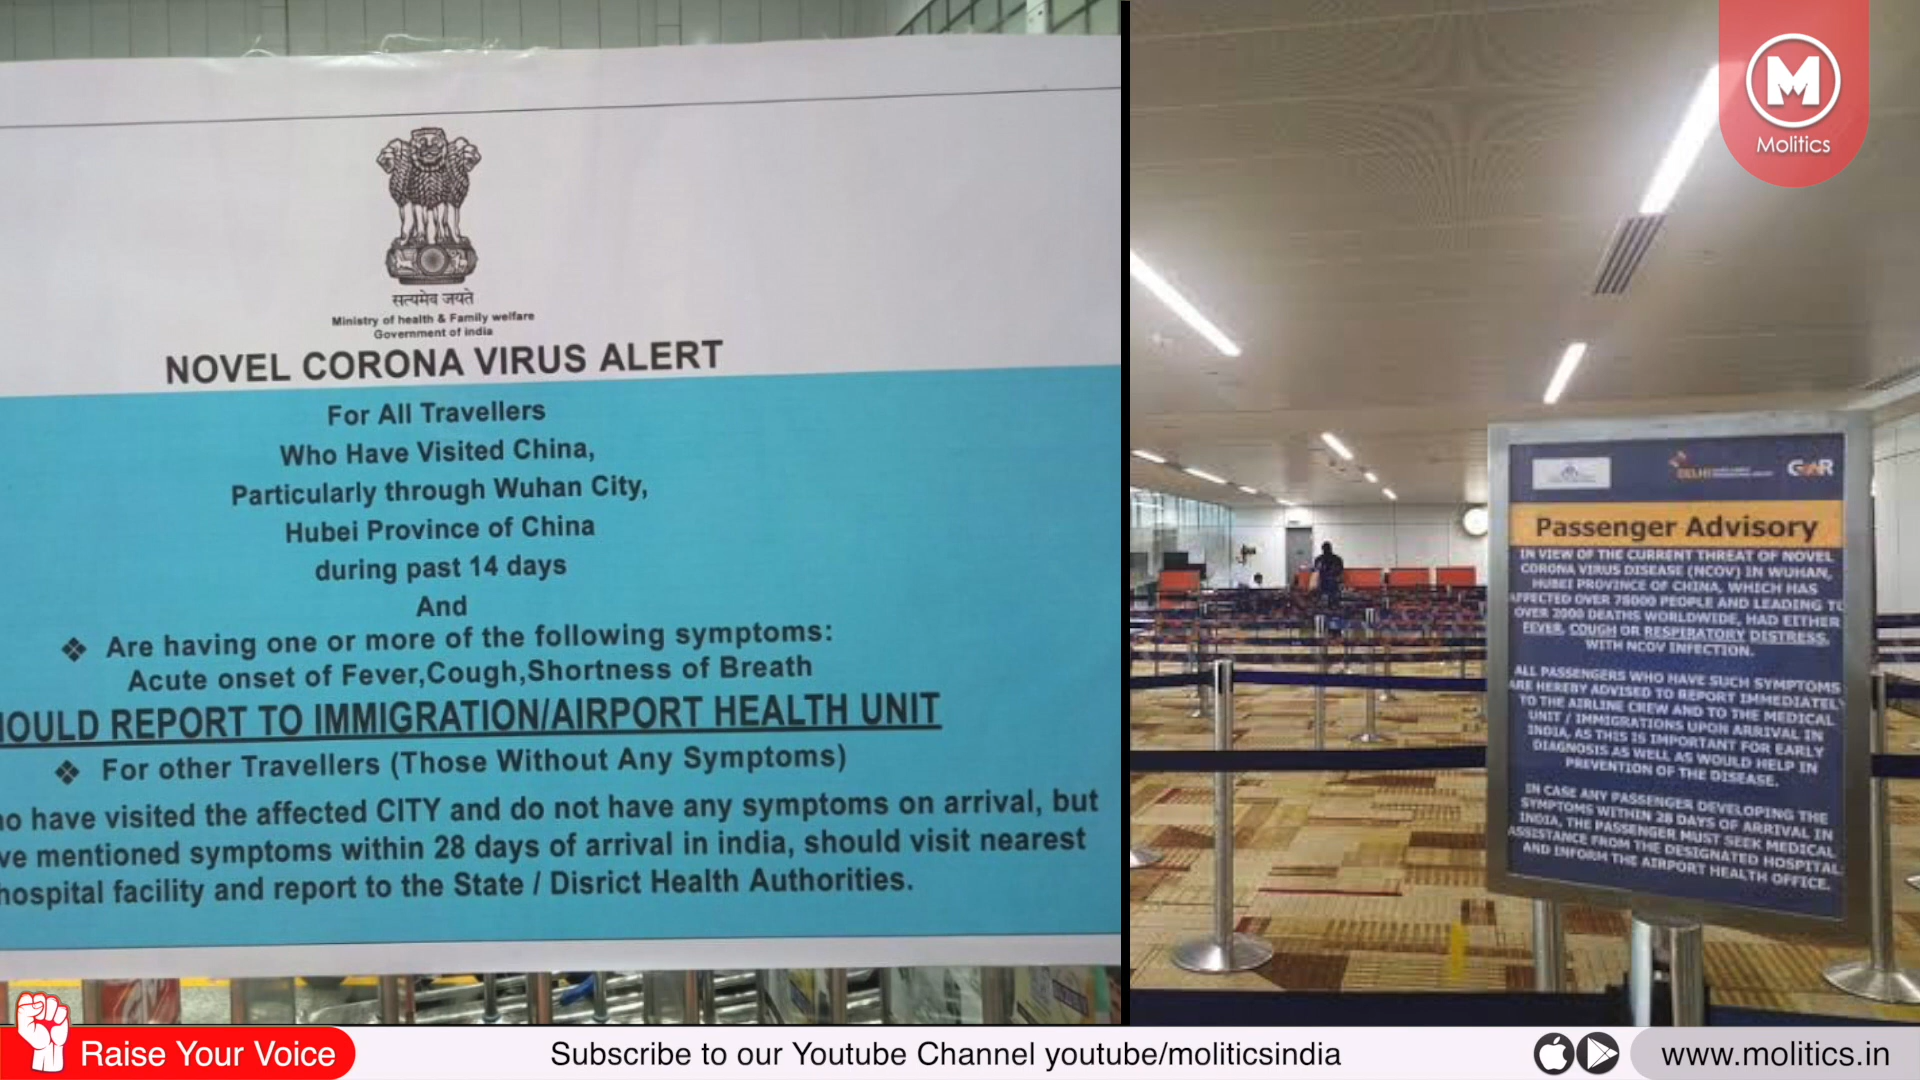 सत्यमेव जयते
Ministry of health & Family welfare
Government of india
NOVEL CORONA VIRUS ALERT
For All Travellers
Who Have Visited China,
Particularly through Wuhan City,
Hubei Province of China
during past 14 days
And
❖ Are having one or more of the following symptoms:
Acute onset of Fever,Cough,Shortness of Breath
OULD REPORT TO IMMIGRATION/AIRPORT HEALTH UNIT
❖ For other Travellers (Those Without Any Symptoms)
o have visited the affected CITY and do not have any symptoms on arrival, but
ve mentioned symptoms within 28 days of arrival in india, should visit nearest
hospital facility and report to the State / Disrict Health Authorities.
M
Molitics
DELHI
GMR
Passenger Advisory
IN VIEW OF THE CURRENT THREAT OF NOVEL
CORONA VIRUS DISEASE (NCOV) IN WUHAN,
HUBEI PROVINCE OF CHINA, WHICH HAS
AFFECTED OVER 75000 PEOPLE AND LEADING TO
OVER 2000 DEATHS WORLDWIDE, HAD EITHER
FEVER, COUGH OR RESPIRATORY DISTRESS,
WITH NCOV INFECTION.
ALL PASSENGERS WHO HAVE SUCH SYMPTOMS
ARE HEREBY ADVISED TO REPORT IMMEDIATELY
TO THE AIRLINE CREW AND TO THE MEDICAL
UNIT / IMMIGRATIONS UPON ARRIVAL IN
INDIA, AS THIS IS IMPORTANT FOR EARLY
DIAGNOSIS AS WELL AS WOULD HELP IN
PREVENTION OF THE DISEASE.
IN CASE ANY PASSENGER DEVELOPING THE
SYMPTOMS WITHIN 28 DAYS OF ARRIVAL IN
INDIA, THE PASSENGER MUST SEEK MEDICAL
ASSISTANCE FROM THE DESIGNATED HOSPITAL
AND INFORM THE AIRPORT HEALTH OFFICE.
Raise Your Voice
Subscribe to our Youtube Channel youtube/moliticsindia
www.molitics.in